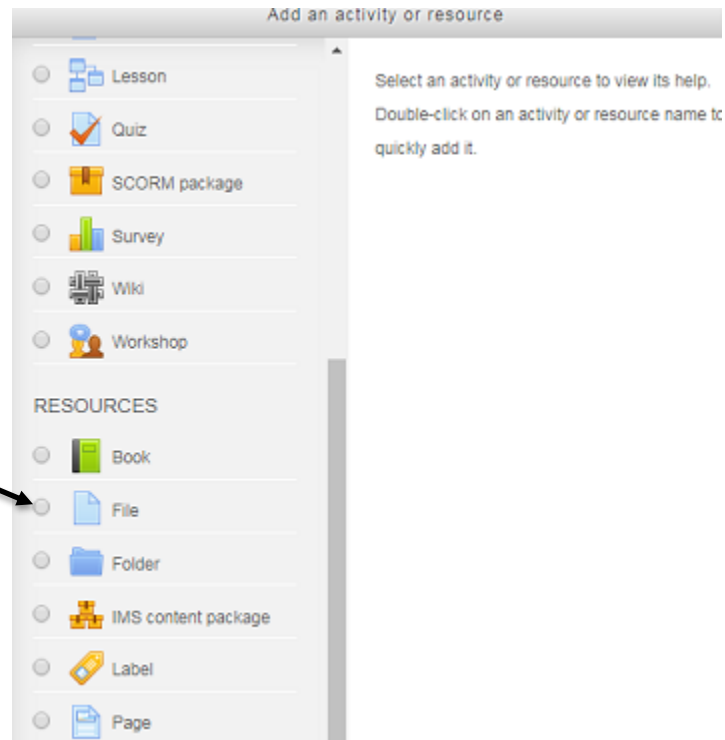 Add an activity or resource
Lesson
Quiz
SCORM package
Survey
Wiki
Workshop
RESOURCES
Book
File
Folder
IMS content package
Label
Page
Select an activity or resource to view its help.
Double-click on an activity or resource name to
quickly add it.